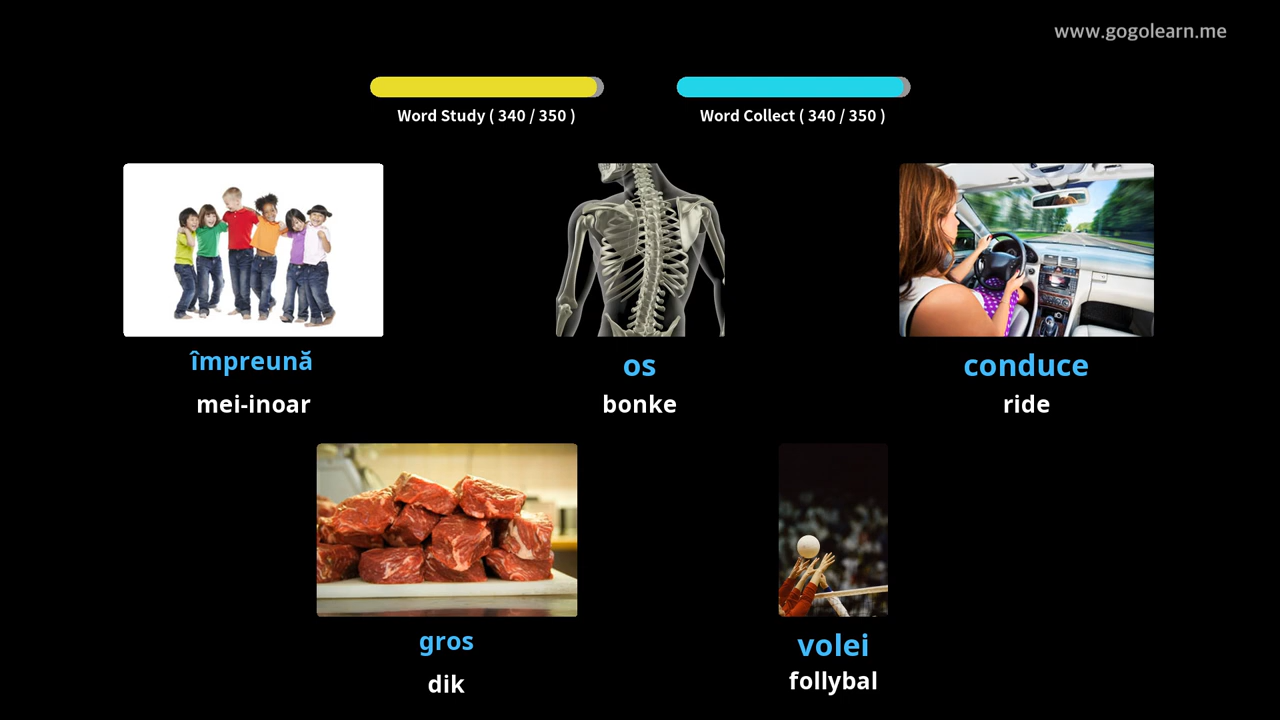 www.gogolearn.me
Word Study ( 340 / 350 )
Word Collect ( 340 / 350 )
împreună
mei-inoar
os
bonke
conduce
ride
gros
dik
volei
follybal